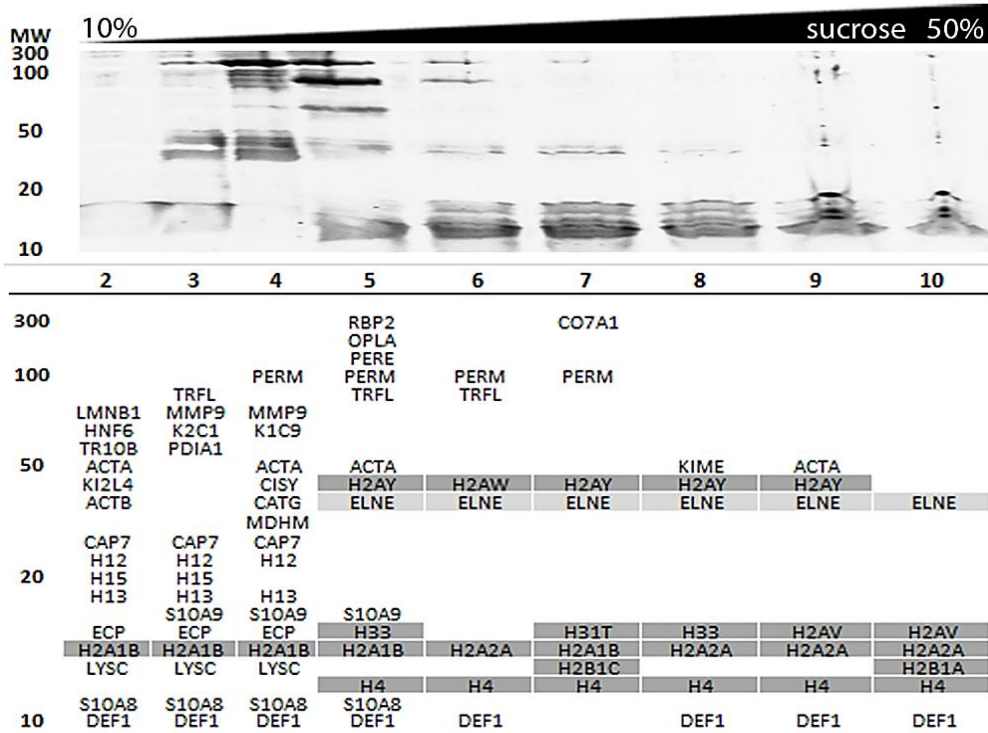 10% sucrose 50%
MW
300
100
50
20
10
2 3 4 5 6 7 8 9 10
300 RBP2 CO7A1
OPLA
PERE
100 PERM PERM PERM PERM
TRFL TRFL TRFL
LMNB1 MMP9 MMP9
HNF6 K2C1 K1C9
TR10B PDIA1
50 ACTA ACTA ACTA KIME ACTA
KI2L4 CISY H2AY H2AW H2AY H2AY H2AY
ACTB CATG ELNE ELNE ELNE ELNE ELNE ELNE
MDHM
CAP7 CAP7 CAP7
H12 H12 H12
20 H15 H15
H13 H13 H13
S10A9 S10A9 S10A9
ECP ECP ECP H33 H31T H33 H2AV H2AV
H2A1B H2A1B H2A1B H2A1B H2A2A H2A1B H2A2A H2A2A H2A2A
LYSC LYSC LYSC H2B1C H2B1A
H4 H4 H4 H4 H4 H4
S10A8 S10A8 S10A8 S10A8
10 DEF1 DEF1 DEF1 DEF1 DEF1 DEF1 DEF1 DEF1